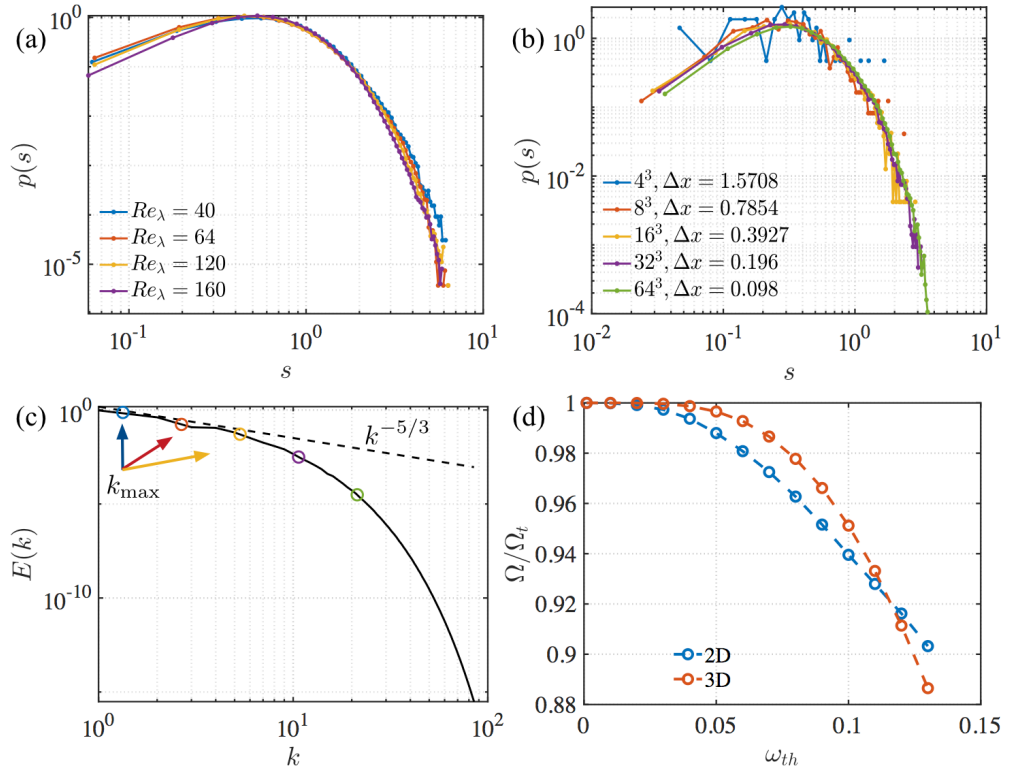 (a)
10^0
p(s)
10^-5
Re_λ = 40
Re_λ = 64
Re_λ = 120
Re_λ = 160
10^-1 10^0 10^1
s
(b)
10^0
p(s)
10^-2
10^-4
4^3, Δx = 1.5708
8^3, Δx = 0.7854
16^3, Δx = 0.3927
32^3, Δx = 0.196
64^3, Δx = 0.098
10^-2 10^-1 10^0 10^1
s
(c)
10^0
k^-5/3
k_max
E(k)
10^-10
10^0 10^1 10^2
k
(d)
1
0.98
0.96
Ω/Ω_t
0.94
0.92
0.9
0.88
2D
3D
0 0.05 0.1 0.15
ω_th